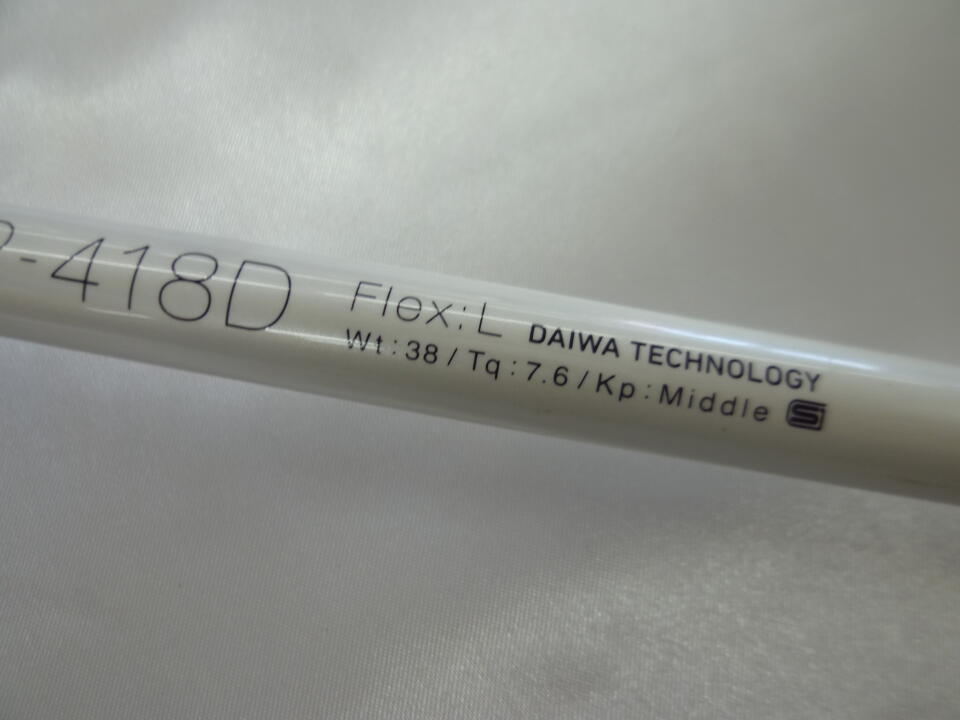 -418D Flex:L DAIWA TECHNOLOGY
Wt:38/Tq:7.6/Kp:Middle